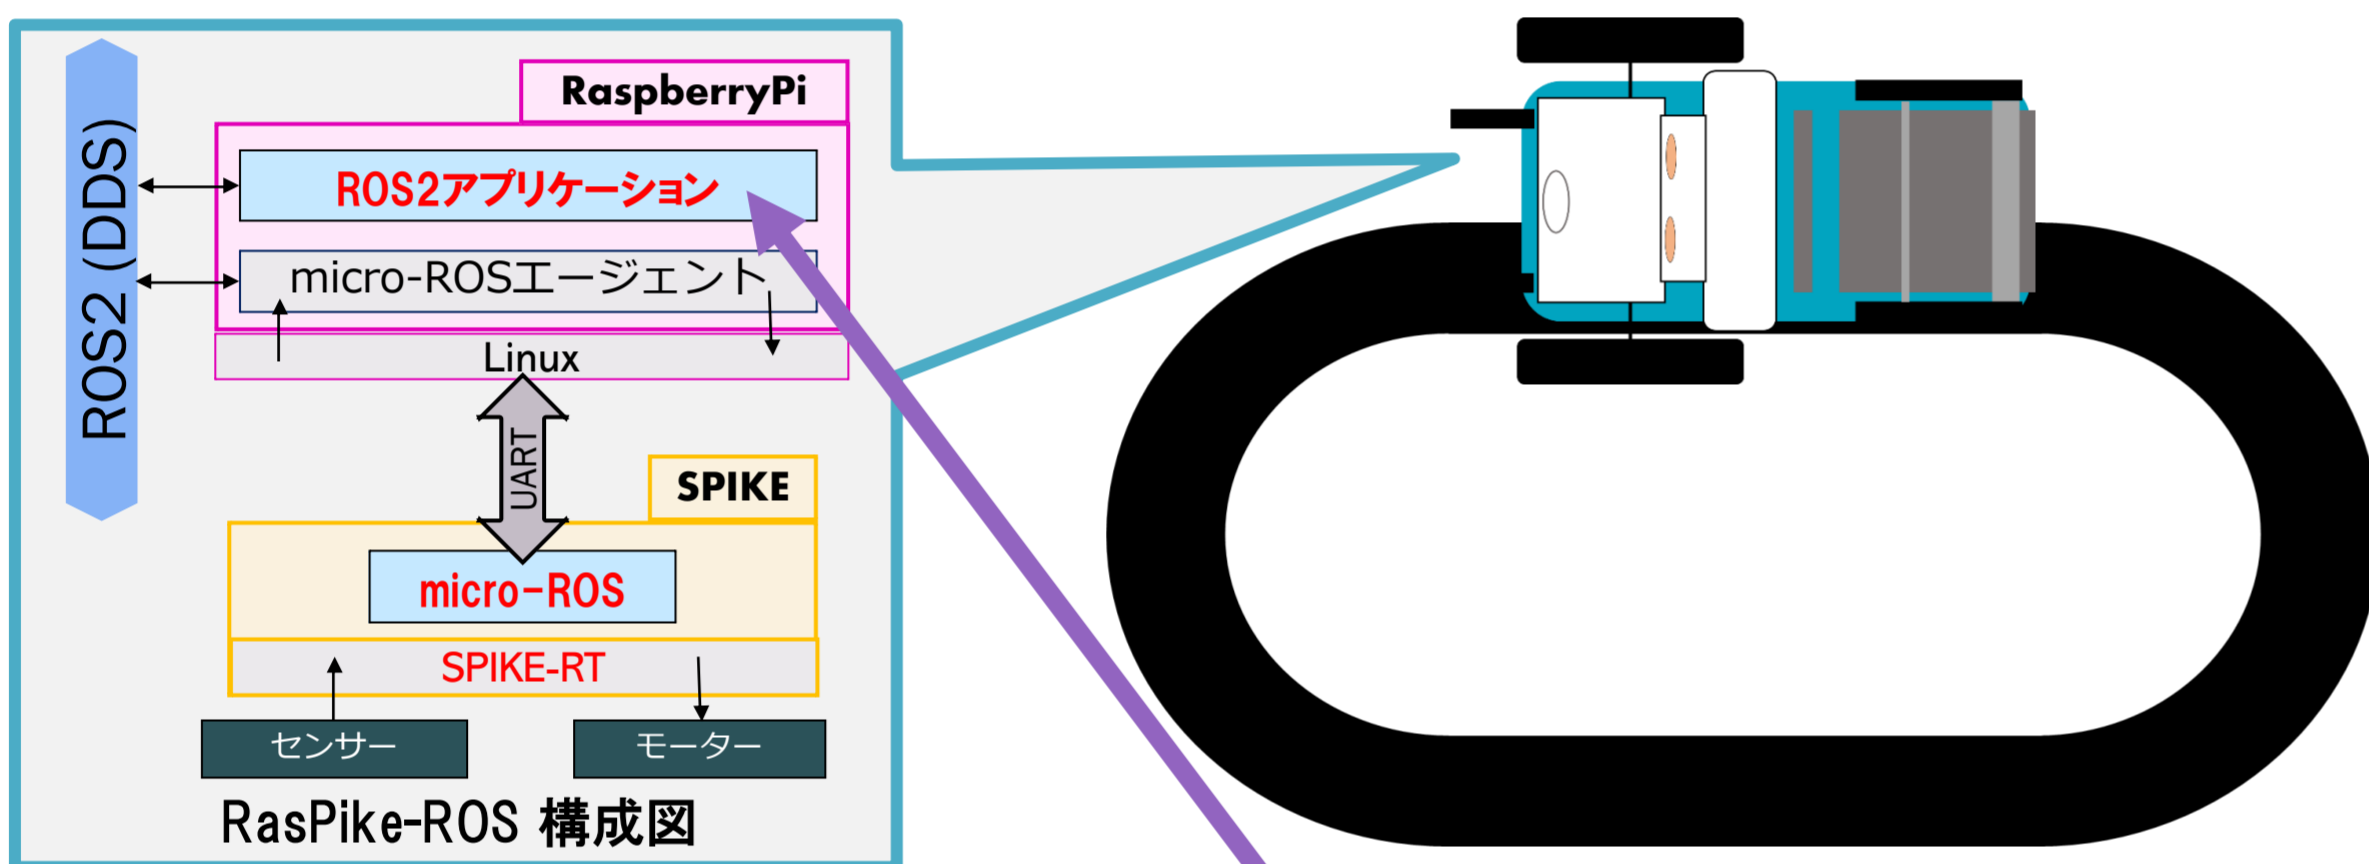 ROS2 (DDS)
RaspberryPi
ROS2アプリケーション
micro-ROSエージェント
Linux
UART
SPIKE
micro-ROS
SPIKE-RT
センサー
モーター
RasPike-ROS 構成図